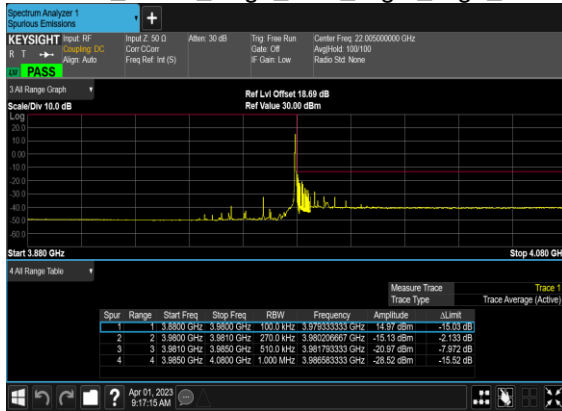 Spectrum Analyzer 1
Spurious Emissions
+
KEYSIGHT Input: RF Input Z: 50 Ω Atten: 30 dB Trig: Free Run Center Freq: 22.005000000 GHz
R T Coupling: DC Corr CCorr Gate: Off Avg|Hold: 100/100
Align: Auto Freq Ref: Int (S) IF Gain: Low Radio Std: None
LV PASS
3 All Range Graph
Ref Lvl Offset 18.69 dB
Scale/Div 10.0 dB Ref Value 30.00 dBm
Log
20.0
10.0
0.00
-10.0
-20.0
-30.0
-40.0
-50.0
-60.0
Start 3.880 GHz Stop 4.080 GHz
4 All Range Table
Measure Trace Trace 1
Trace Type Trace Average (Active)
Spur Range Start Freq Stop Freq RBW Frequency Amplitude ΔLimit
1 1 3.8800 GHz 3.9800 GHz 100.0 kHz 3.979333333 GHz 14.97 dBm -15.03 dB
2 2 3.9800 GHz 3.9810 GHz 270.0 kHz 3.980206667 GHz -15.13 dBm -2.133 dB
3 3 3.9810 GHz 3.9850 GHz 510.0 kHz 3.981793333 GHz -20.97 dBm -7.972 dB
4 4 3.9850 GHz 4.0800 GHz 1.000 MHz 3.986583333 GHz -28.52 dBm -15.52 dB
? Apr 01, 2023
9:17:15 AM